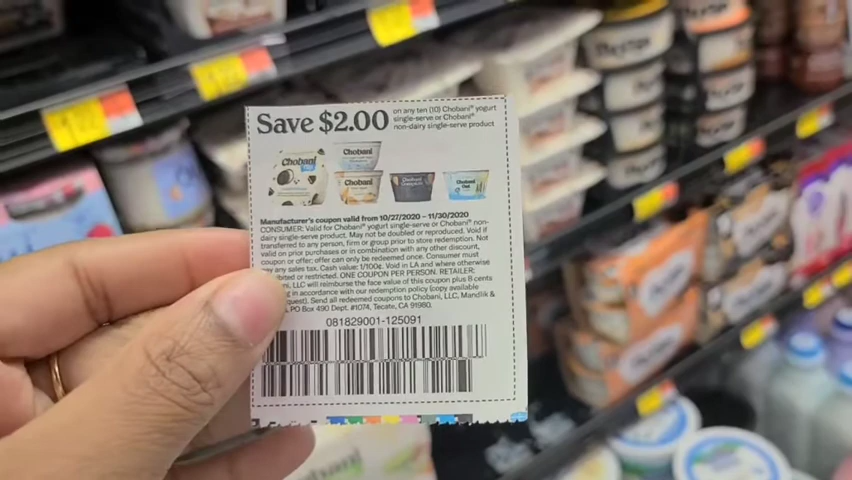 Save $2.00
on any ten (10) Chobani® yogurt
single-serve or Chobani®
non-dairy single-serve product
Chobani
Chobani
Chobani
Chobani
Chobani
Manufacturer's coupon valid from 10/27/2020 – 11/30/2020
CONSUMER: Valid for Chobani® yogurt single-serve or Chobani® non-
dairy single-serve product. May not be doubled or reproduced. Void if
transferred to any person, firm or group prior to store redemption. Not
valid on prior purchases or in combination with any other discount,
coupon or offer; offer can only be redeemed once. Consumer must
any sales tax. Cash value: 1/100¢. Void in LA and where otherwise
or restricted. ONE COUPON PER PERSON. RETAILER:
LLC will reimburse the face value of this coupon plus 8 cents
in accordance with our redemption policy (copy available
Send all redeemed coupons to Chobani, LLC, Mandlik &
PO Box 490 Dept. #1074, Tecate, CA 91980.
081829001-125091